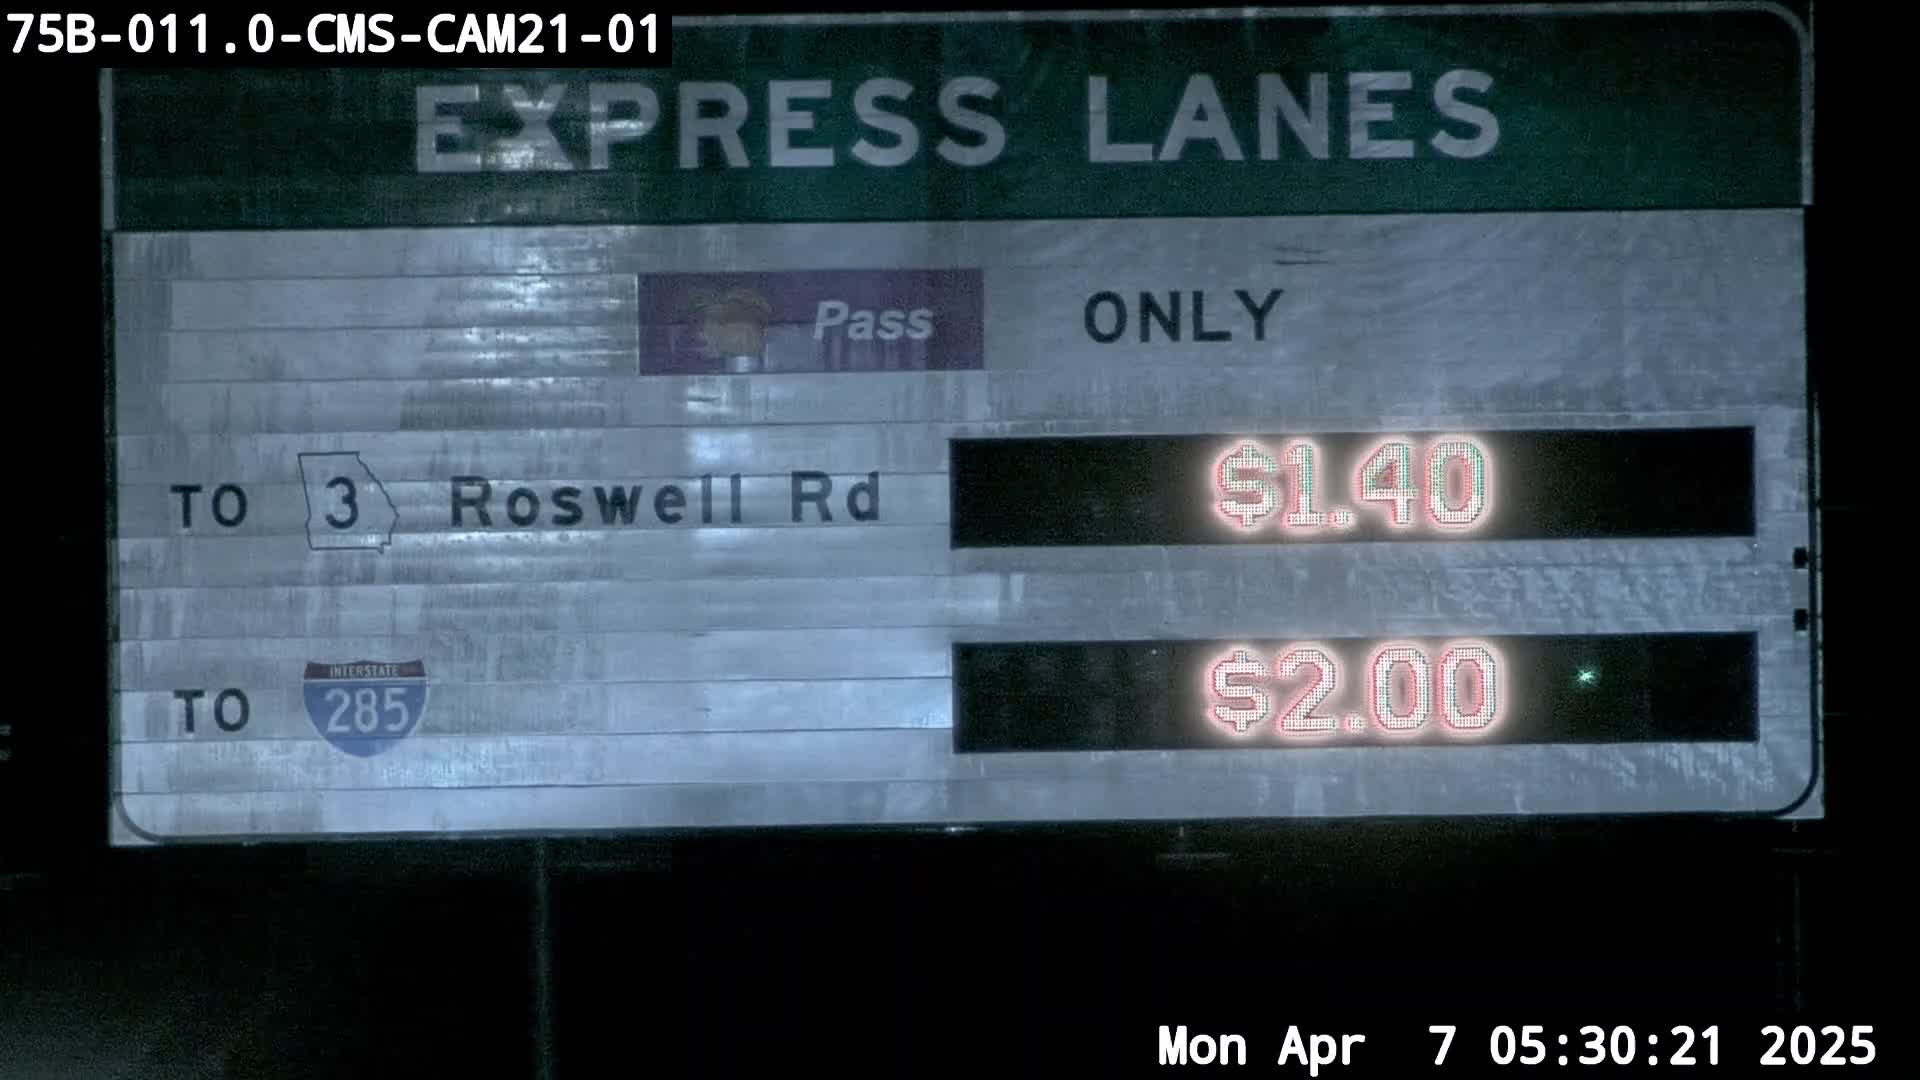 75B-011.0-CMS-CAM21-01
EXPRESS LANES
Pass ONLY
TO 3 Roswell Rd $1.40
INTERSTATE
TO 285 $2.00
Mon Apr 7 05:30:21 2025